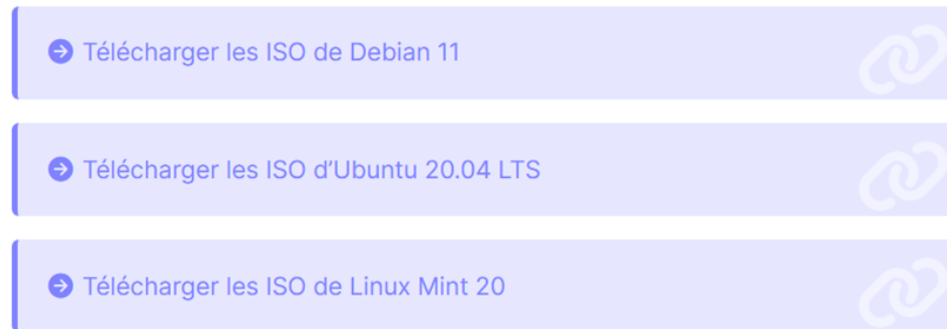 Télécharger les ISO de Debian 11
Télécharger les ISO d’Ubuntu 20.04 LTS
Télécharger les ISO de Linux Mint 20